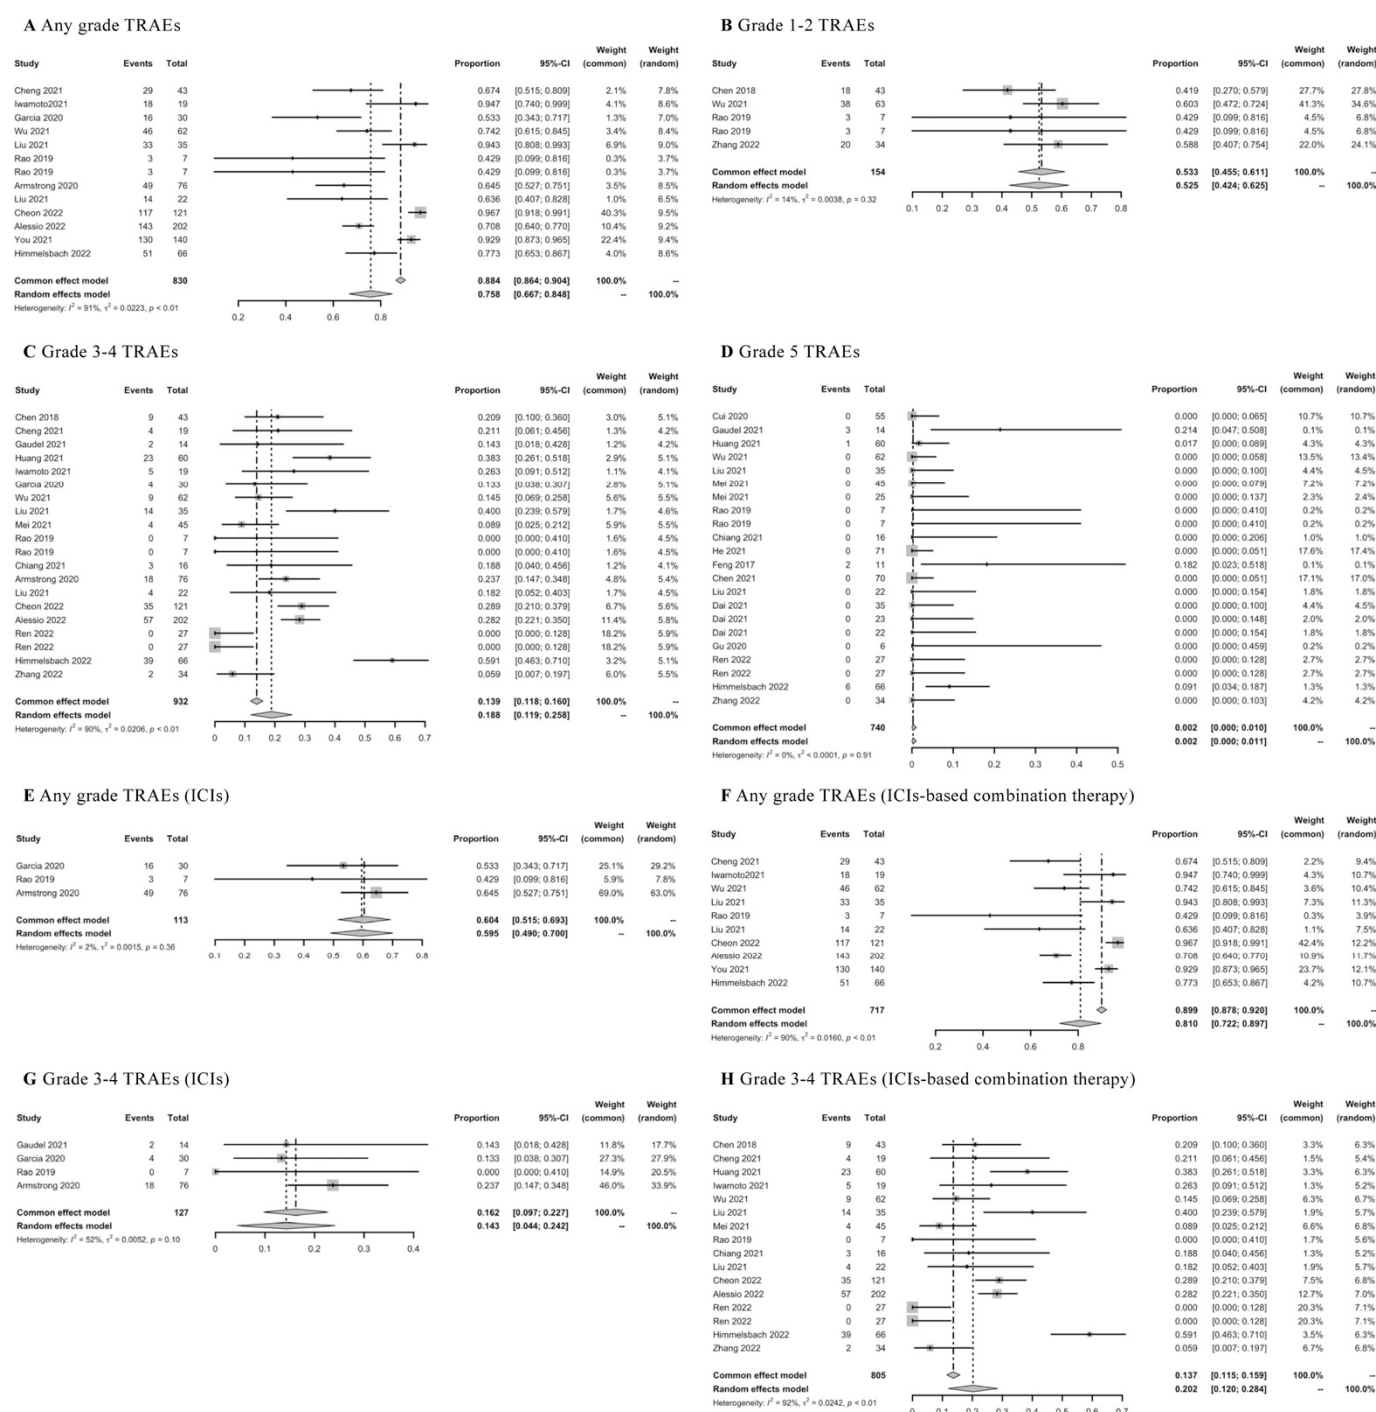 A Any grade TRAEs
Weight Weight
Study Events Total Proportion 95%-CI (common) (random)
Cheng 2021 29 43 0.674 [0.515; 0.809] 2.1% 7.8%
Iwamoto2021 18 19 0.947 [0.740; 0.999] 4.1% 8.6%
Garcia 2020 16 30 0.533 [0.343; 0.717] 1.3% 7.0%
Wu 2021 46 62 0.742 [0.615; 0.845] 3.4% 8.4%
Liu 2021 33 35 0.943 [0.808; 0.993] 6.9% 9.0%
Rao 2019 3 7 0.429 [0.099; 0.816] 0.3% 3.7%
Rao 2019 3 7 0.429 [0.099; 0.816] 0.3% 3.7%
Armstrong 2020 49 76 0.645 [0.527; 0.751] 3.5% 8.5%
Liu 2021 14 22 0.636 [0.407; 0.828] 1.0% 6.5%
Cheon 2022 117 121 0.967 [0.918; 0.991] 40.3% 9.5%
Alessio 2022 143 202 0.708 [0.640; 0.770] 10.4% 9.2%
You 2021 130 140 0.929 [0.873; 0.965] 22.4% 9.4%
Himmelsbach 2022 51 66 0.773 [0.653; 0.867] 4.0% 8.6%
Common effect model 830 0.884 [0.864; 0.904] 100.0% --
Random effects model 0.758 [0.667; 0.848] -- 100.0%
Heterogeneity: I² = 91%, τ² = 0.0223, p < 0.01
0.2 0.4 0.6 0.8
B Grade 1-2 TRAEs
Weight Weight
Study Events Total Proportion 95%-CI (common) (random)
Chen 2018 18 43 0.419 [0.270; 0.579] 27.7% 27.8%
Wu 2021 38 63 0.603 [0.472; 0.724] 41.3% 34.6%
Rao 2019 3 7 0.429 [0.099; 0.816] 4.5% 6.8%
Rao 2019 3 7 0.429 [0.099; 0.816] 4.5% 6.8%
Zhang 2022 20 34 0.588 [0.407; 0.754] 22.0% 24.1%
Common effect model 154 0.533 [0.455; 0.611] 100.0% --
Random effects model 0.525 [0.424; 0.625] -- 100.0%
Heterogeneity: I² = 14%, τ² = 0.0038, p = 0.32
0.1 0.2 0.3 0.4 0.5 0.6 0.7 0.8
C Grade 3-4 TRAEs
Weight Weight
Study Events Total Proportion 95%-CI (common) (random)
Chen 2018 9 43 0.209 [0.100; 0.360] 3.0% 5.1%
Cheng 2021 4 19 0.211 [0.061; 0.456] 1.3% 4.2%
Gaudel 2021 2 14 0.143 [0.018; 0.428] 1.2% 4.2%
Huang 2021 23 60 0.383 [0.261; 0.518] 2.9% 5.1%
Iwamoto 2021 5 19 0.263 [0.091; 0.512] 1.1% 4.1%
Garcia 2020 4 30 0.133 [0.038; 0.307] 2.8% 5.1%
Wu 2021 9 62 0.145 [0.069; 0.258] 5.6% 5.5%
Liu 2021 14 35 0.400 [0.239; 0.579] 1.7% 4.6%
Mei 2021 4 45 0.089 [0.025; 0.212] 5.9% 5.5%
Rao 2019 0 7 0.000 [0.000; 0.410] 1.6% 4.5%
Rao 2019 0 7 0.000 [0.000; 0.410] 1.6% 4.5%
Chiang 2021 3 16 0.188 [0.040; 0.456] 1.2% 4.1%
Armstrong 2020 18 76 0.237 [0.147; 0.348] 4.8% 5.4%
Liu 2021 4 22 0.182 [0.052; 0.403] 1.7% 4.5%
Cheon 2022 35 121 0.289 [0.210; 0.379] 6.7% 5.6%
Alessio 2022 57 202 0.282 [0.221; 0.350] 11.4% 5.8%
Ren 2022 0 27 0.000 [0.000; 0.128] 18.2% 5.9%
Ren 2022 0 27 0.000 [0.000; 0.128] 18.2% 5.9%
Himmelsbach 2022 39 66 0.591 [0.463; 0.710] 3.2% 5.1%
Zhang 2022 2 34 0.059 [0.007; 0.197] 6.0% 5.5%
Common effect model 932 0.139 [0.118; 0.160] 100.0% --
Random effects model 0.188 [0.119; 0.258] -- 100.0%
Heterogeneity: I² = 90%, τ² = 0.0206, p < 0.01
0 0.1 0.2 0.3 0.4 0.5 0.6 0.7
D Grade 5 TRAEs
Weight Weight
Study Events Total Proportion 95%-CI (common) (random)
Cui 2020 0 55 0.000 [0.000; 0.065] 10.7% 10.7%
Gaudel 2021 3 14 0.214 [0.047; 0.508] 0.1% 0.1%
Huang 2021 1 60 0.017 [0.000; 0.089] 4.3% 4.3%
Wu 2021 0 62 0.000 [0.000; 0.058] 13.5% 13.4%
Liu 2021 0 35 0.000 [0.000; 0.100] 4.4% 4.5%
Mei 2021 0 45 0.000 [0.000; 0.079] 7.2% 7.2%
Mei 2021 0 25 0.000 [0.000; 0.137] 2.3% 2.4%
Rao 2019 0 7 0.000 [0.000; 0.410] 0.2% 0.2%
Rao 2019 0 7 0.000 [0.000; 0.410] 0.2% 0.2%
Chiang 2021 0 16 0.000 [0.000; 0.206] 1.0% 1.0%
He 2021 0 71 0.000 [0.000; 0.051] 17.6% 17.4%
Feng 2017 2 11 0.182 [0.023; 0.518] 0.1% 0.1%
Chen 2021 0 70 0.000 [0.000; 0.051] 17.1% 17.0%
Liu 2021 0 22 0.000 [0.000; 0.154] 1.8% 1.8%
Dai 2021 0 35 0.000 [0.000; 0.100] 4.4% 4.5%
Dai 2021 0 23 0.000 [0.000; 0.148] 2.0% 2.0%
Dai 2021 0 22 0.000 [0.000; 0.154] 1.8% 1.8%
Gu 2020 0 6 0.000 [0.000; 0.459] 0.2% 0.2%
Ren 2022 0 27 0.000 [0.000; 0.128] 2.7% 2.7%
Ren 2022 0 27 0.000 [0.000; 0.128] 2.7% 2.7%
Himmelsbach 2022 6 66 0.091 [0.034; 0.187] 1.3% 1.3%
Zhang 2022 0 34 0.000 [0.000; 0.103] 4.2% 4.2%
Common effect model 740 0.002 [0.000; 0.010] 100.0% --
Random effects model 0.002 [0.000; 0.011] -- 100.0%
Heterogeneity: I² = 0%, τ² < 0.0001, p = 0.91
0 0.1 0.2 0.3 0.4 0.5
E Any grade TRAEs (ICIs)
Weight Weight
Study Events Total Proportion 95%-CI (common) (random)
Garcia 2020 16 30 0.533 [0.343; 0.717] 25.1% 29.2%
Rao 2019 3 7 0.429 [0.099; 0.816] 5.9% 7.8%
Armstrong 2020 49 76 0.645 [0.527; 0.751] 69.0% 63.0%
Common effect model 113 0.604 [0.515; 0.693] 100.0% --
Random effects model 0.595 [0.490; 0.700] -- 100.0%
Heterogeneity: I² = 2%, τ² = 0.0015, p = 0.36
0.1 0.2 0.3 0.4 0.5 0.6 0.7 0.8
F Any grade TRAEs (ICIs-based combination therapy)
Weight Weight
Study Events Total Proportion 95%-CI (common) (random)
Cheng 2021 29 43 0.674 [0.515; 0.809] 2.2% 9.4%
Iwamoto2021 18 19 0.947 [0.740; 0.999] 4.3% 10.7%
Wu 2021 46 62 0.742 [0.615; 0.845] 3.6% 10.4%
Liu 2021 33 35 0.943 [0.808; 0.993] 7.3% 11.3%
Rao 2019 3 7 0.429 [0.099; 0.816] 0.3% 3.9%
Liu 2021 14 22 0.636 [0.407; 0.828] 1.1% 7.5%
Cheon 2022 117 121 0.967 [0.918; 0.991] 42.4% 12.2%
Alessio 2022 143 202 0.708 [0.640; 0.770] 10.9% 11.7%
You 2021 130 140 0.929 [0.873; 0.965] 23.7% 12.1%
Himmelsbach 2022 51 66 0.773 [0.653; 0.867] 4.2% 10.7%
Common effect model 717 0.899 [0.878; 0.920] 100.0% --
Random effects model 0.810 [0.722; 0.897] -- 100.0%
Heterogeneity: I² = 90%, τ² = 0.0160, p < 0.01
0.2 0.4 0.6 0.8
G Grade 3-4 TRAEs (ICIs)
Weight Weight
Study Events Total Proportion 95%-CI (common) (random)
Gaudel 2021 2 14 0.143 [0.018; 0.428] 11.8% 17.7%
Garcia 2020 4 30 0.133 [0.038; 0.307] 27.3% 27.9%
Rao 2019 0 7 0.000 [0.000; 0.410] 14.9% 20.5%
Armstrong 2020 18 76 0.237 [0.147; 0.348] 46.0% 33.9%
Common effect model 127 0.162 [0.097; 0.227] 100.0% --
Random effects model 0.143 [0.044; 0.242] -- 100.0%
Heterogeneity: I² = 52%, τ² = 0.0052, p = 0.10
0 0.1 0.2 0.3 0.4
H Grade 3-4 TRAEs (ICIs-based combination therapy)
Weight Weight
Study Events Total Proportion 95%-CI (common) (random)
Chen 2018 9 43 0.209 [0.100; 0.360] 3.3% 6.3%
Cheng 2021 4 19 0.211 [0.061; 0.456] 1.5% 5.4%
Huang 2021 23 60 0.383 [0.261; 0.518] 3.3% 6.3%
Iwamoto 2021 5 19 0.263 [0.091; 0.512] 1.3% 5.2%
Wu 2021 9 62 0.145 [0.069; 0.258] 6.3% 6.7%
Liu 2021 14 35 0.400 [0.239; 0.579] 1.9% 5.7%
Mei 2021 4 45 0.089 [0.025; 0.212] 6.6% 6.8%
Rao 2019 0 7 0.000 [0.000; 0.410] 1.7% 5.6%
Chiang 2021 3 16 0.188 [0.040; 0.456] 1.3% 5.2%
Liu 2021 4 22 0.182 [0.052; 0.403] 1.9% 5.7%
Cheon 2022 35 121 0.289 [0.210; 0.379] 7.5% 6.8%
Alessio 2022 57 202 0.282 [0.221; 0.350] 12.7% 7.0%
Ren 2022 0 27 0.000 [0.000; 0.128] 20.3% 7.1%
Ren 2022 0 27 0.000 [0.000; 0.128] 20.3% 7.1%
Himmelsbach 2022 39 66 0.591 [0.463; 0.710] 3.5% 6.3%
Zhang 2022 2 34 0.059 [0.007; 0.197] 6.7% 6.8%
Common effect model 805 0.137 [0.115; 0.159] 100.0% --
Random effects model 0.202 [0.120; 0.284] -- 100.0%
Heterogeneity: I² = 92%, τ² = 0.0242, p < 0.01
0 0.1 0.2 0.3 0.4 0.5 0.6 0.7